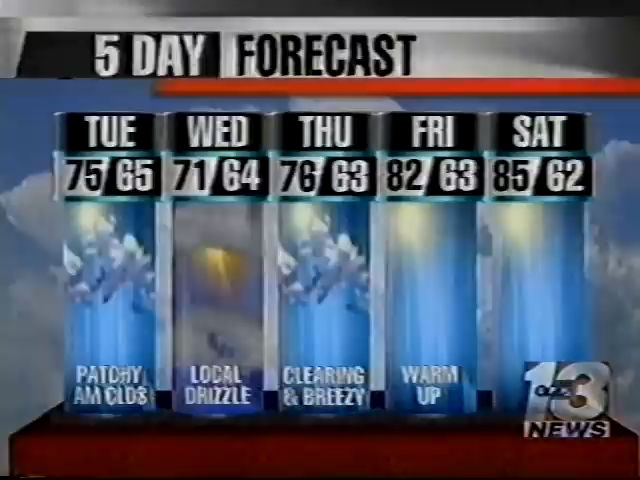 5 DAY FORECAST
TUE WED THU FRI SAT
75/65 71/64 76/63 82/63 85/62
PATCHY AM CLDS
LOCAL DRIZZLE
CLEARING & BREEZY
WARM UP
13
NEWS